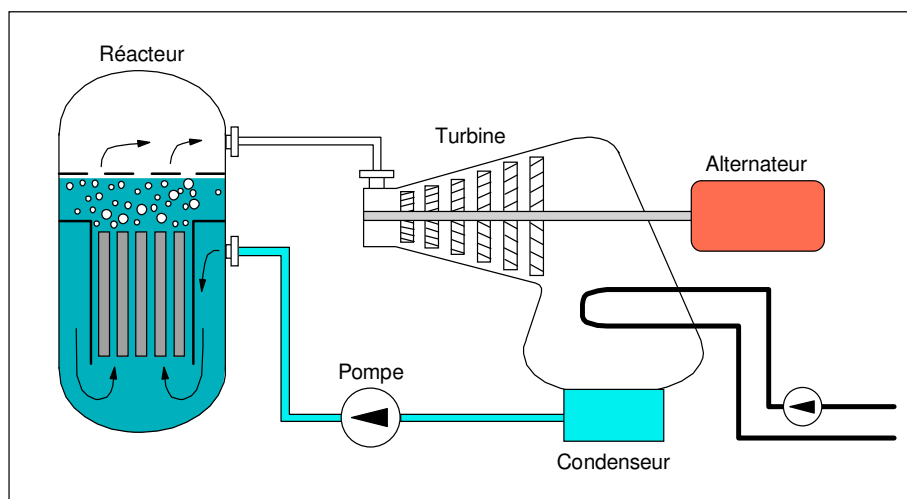 Réacteur
Turbine
Alternateur
Pompe
Condenseur